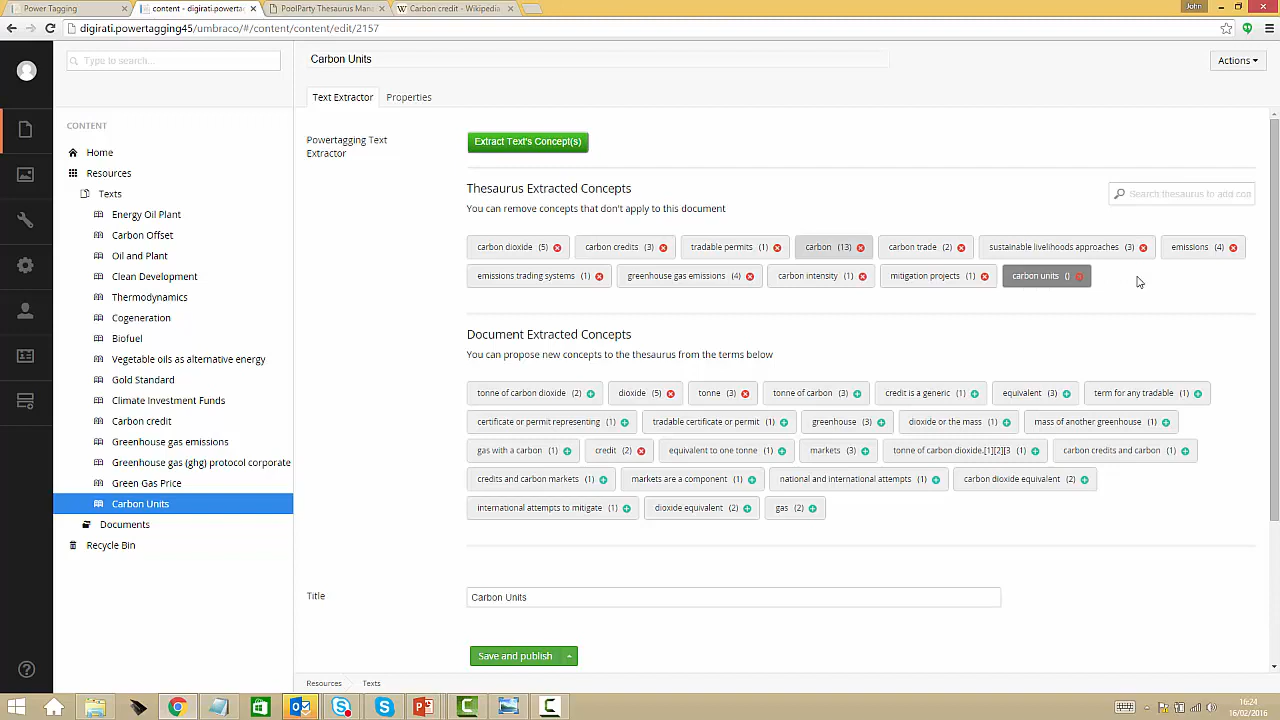 Power Tagging
content - digirati.powerta
PoolParty Thesaurus Man
Carbon credit - Wikipedia
John
digirati.powertagging45/umbraco/#/content/content/edit/2157
Type to search...
Carbon Units
Actions
Text Extractor
Properties
CONTENT
Home
Resources
Texts
Energy Oil Plant
Carbon Offset
Oil and Plant
Clean Development
Thermodynamics
Cogeneration
Biofuel
Vegetable oils as alternative energy
Gold Standard
Climate Investment Funds
Carbon credit
Greenhouse gas emissions
Greenhouse gas (ghg) protocol corporate
Green Gas Price
Carbon Units
Documents
Recycle Bin
Powertagging Text
Extractor
Extract Text's Concept(s)
Thesaurus Extracted Concepts
Search thesaurus to add con
You can remove concepts that don't apply to this document
carbon dioxide (5) carbon credits (3) tradable permits (1) carbon (13) carbon trade (2) sustainable livelihoods approaches (3) emissions (4)
emissions trading systems (1) greenhouse gas emissions (4) carbon intensity (1) mitigation projects (1) carbon units ()
Document Extracted Concepts
You can propose new concepts to the thesaurus from the terms below
tonne of carbon dioxide (2) dioxide (5) tonne (3) tonne of carbon (3) credit is a generic (1) equivalent (3) term for any tradable (1)
certificate or permit representing (1) tradable certificate or permit (1) greenhouse (3) dioxide or the mass (1) mass of another greenhouse (1)
gas with a carbon (1) credit (2) equivalent to one tonne (1) markets (3) tonne of carbon dioxide.[1][2][3 (1) carbon credits and carbon (1)
credits and carbon markets (1) markets are a component (1) national and international attempts (1) carbon dioxide equivalent (2)
international attempts to mitigate (1) dioxide equivalent (2) gas (2)
Title
Carbon Units
Save and publish
Resources
Texts
16:24
16/02/2016